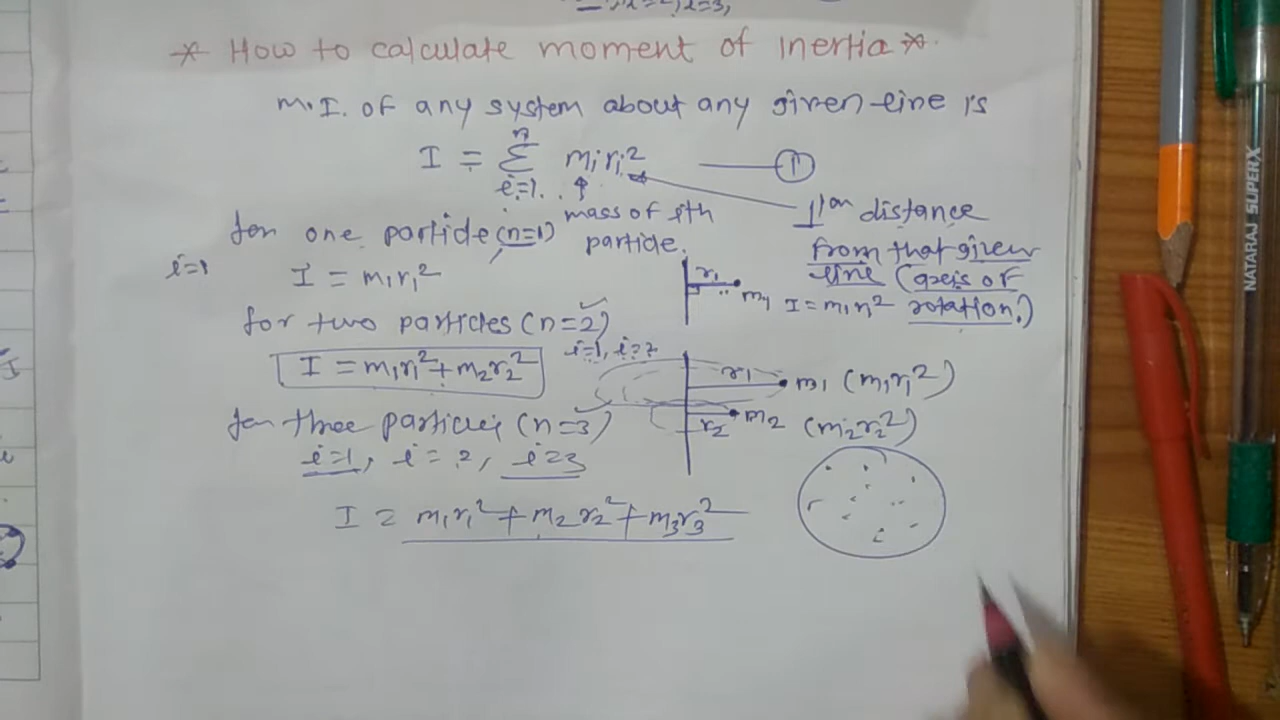 i=2, i=3,
* How to calculate moment of Inertia *
M.I. of any system about any given line is
I = Σ mᵢrᵢ² — ①
n
i=1
mass of ith particle.
⊥ar distance
from that given
line (axis of
rotation.)
for one particle (n=1)
i=1
I = m₁r₁²
r₁
m₁ I = m₁r₁²
for two particles (n=2)
i=1, i=2
I = m₁r₁² + m₂r₂²
r₁ m₁ (m₁r₁²)
r₂ m₂ (m₂r₂²)
for three particles (n=3)
i=1, i=2, i=3
I = m₁r₁² + m₂r₂² + m₃r₃²
NATARAJ SUPERX